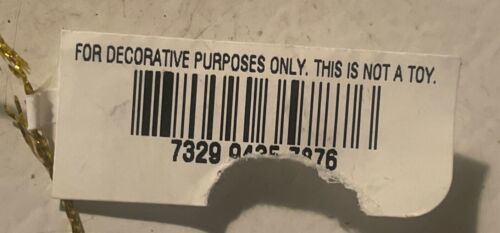 FOR DECORATIVE PURPOSES ONLY. THIS IS NOT A TOY.
7329